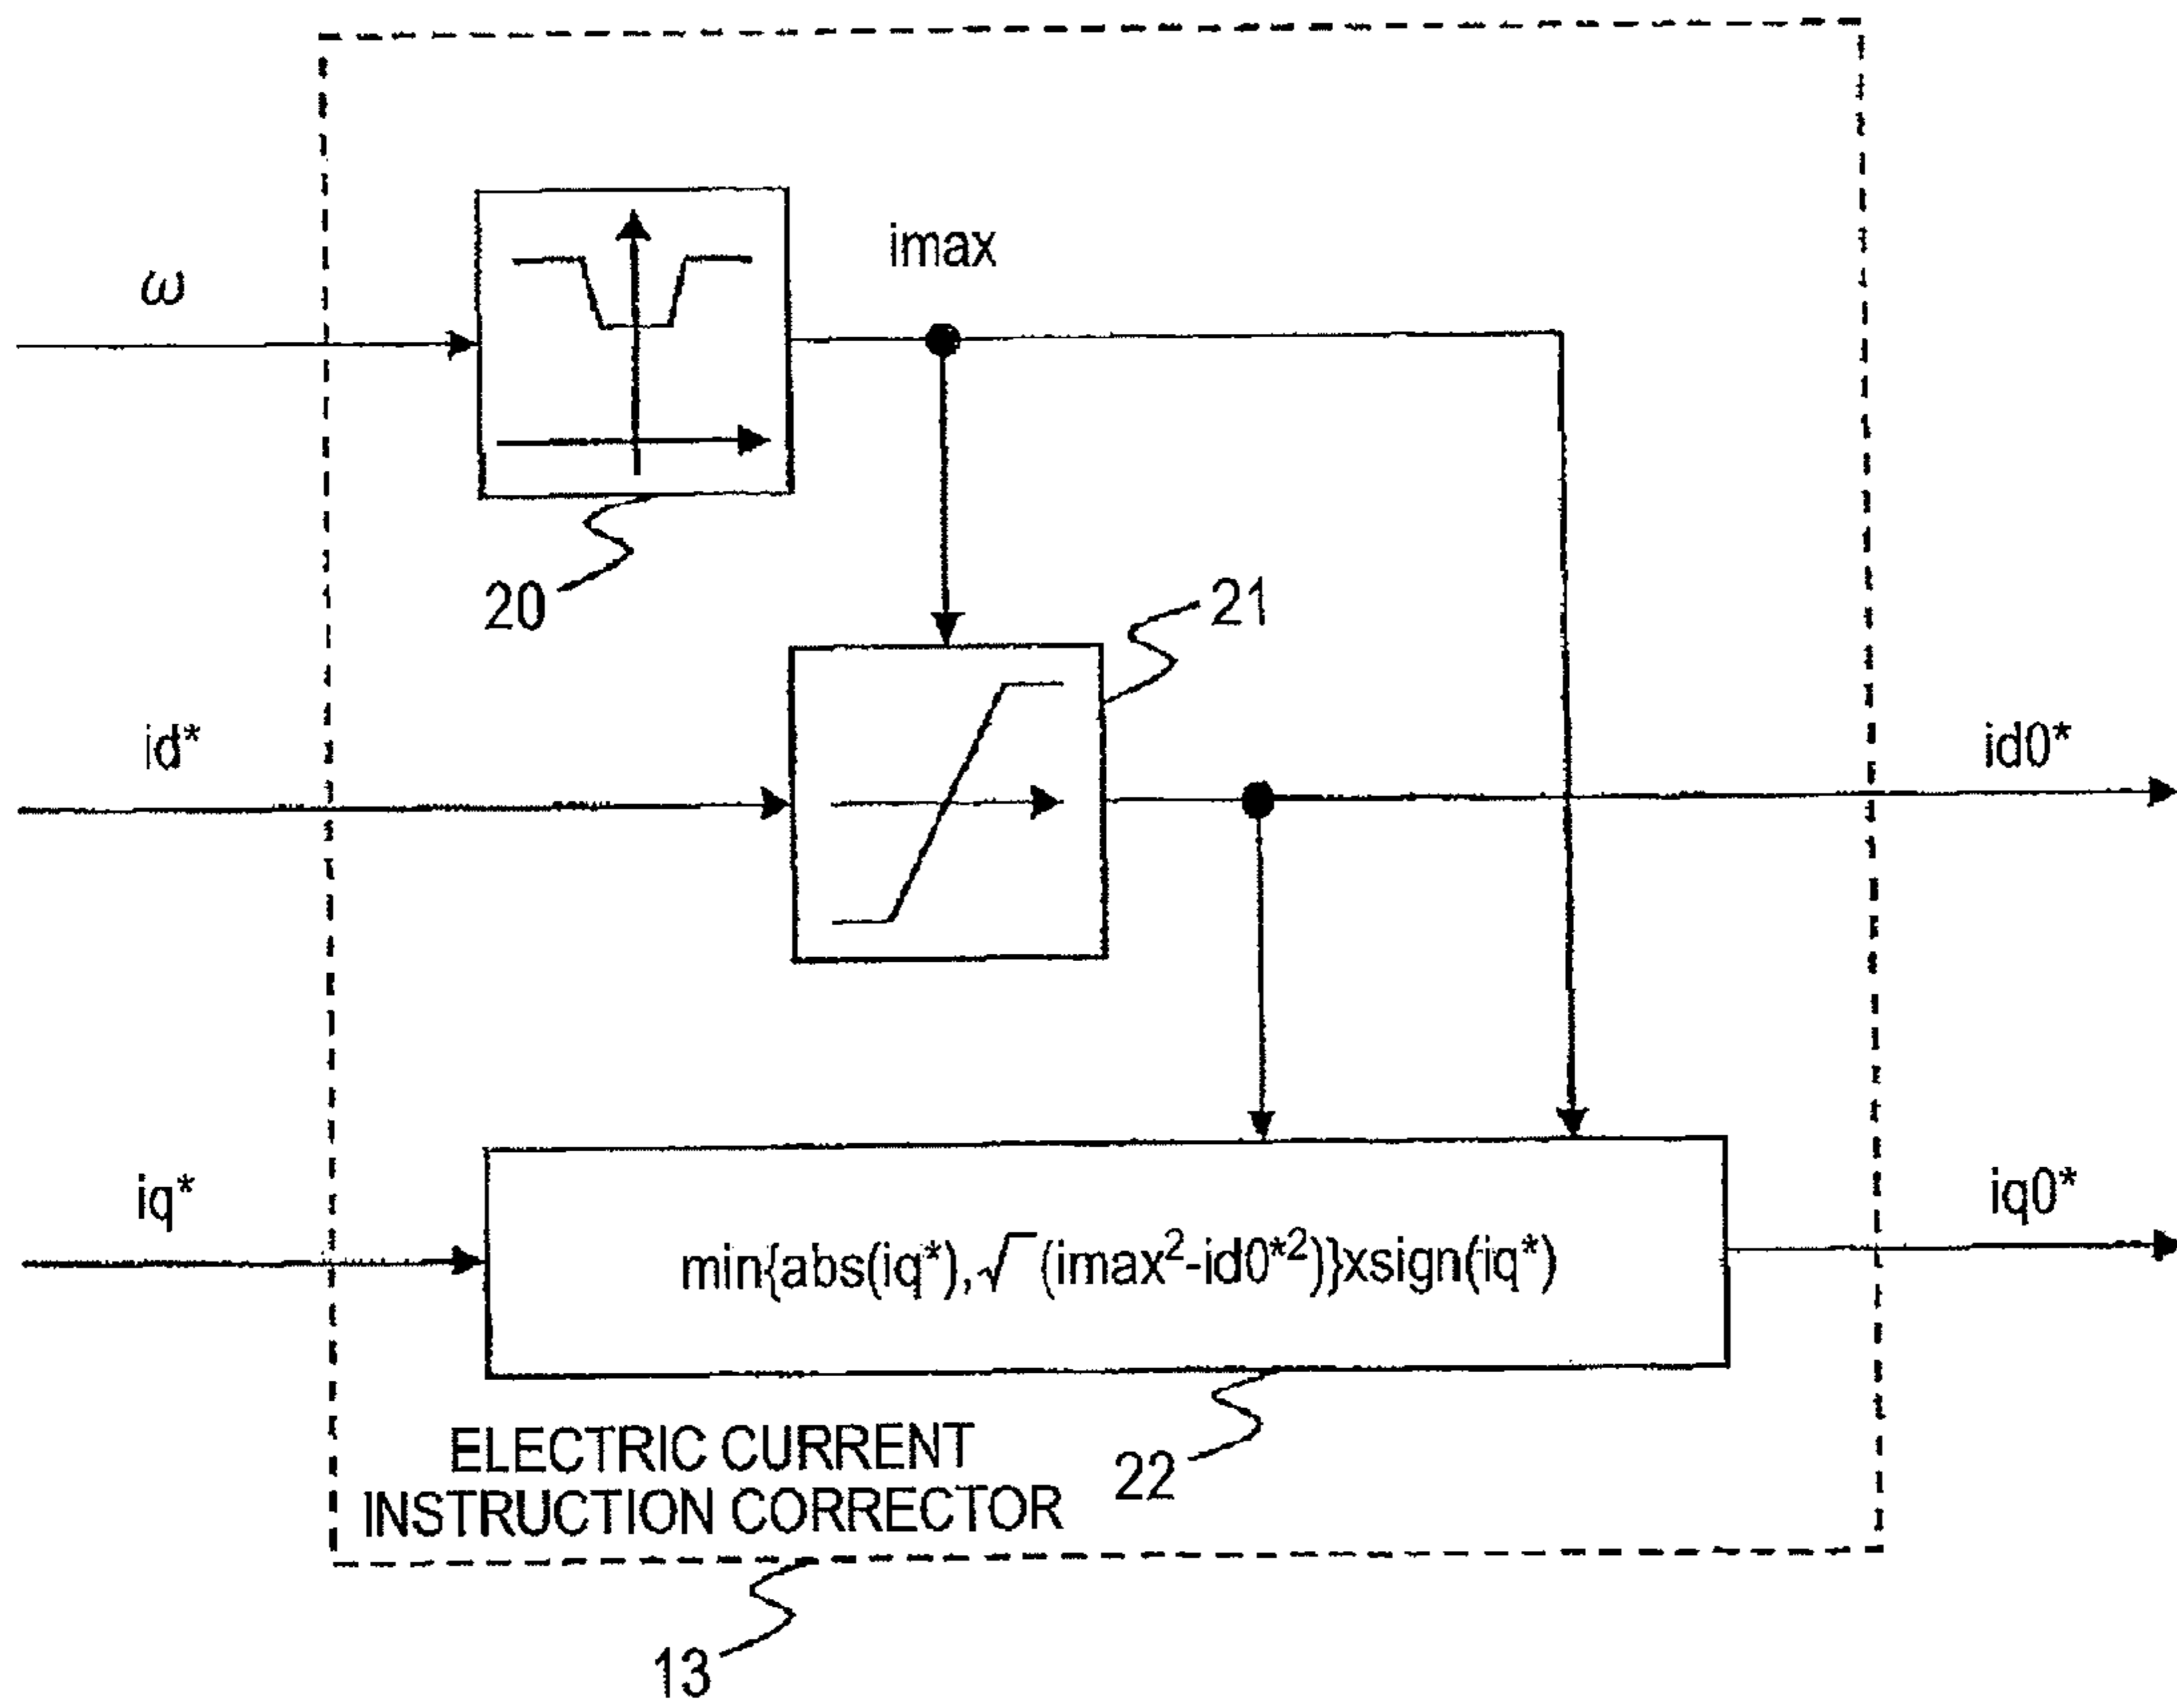 imax
ω
20
21
id*
id0*
iq*
iq0*
min{abs(iq*),√(imax²-id0*²)}xsign(iq*)
ELECTRIC CURRENT
INSTRUCTION CORRECTOR
22
13